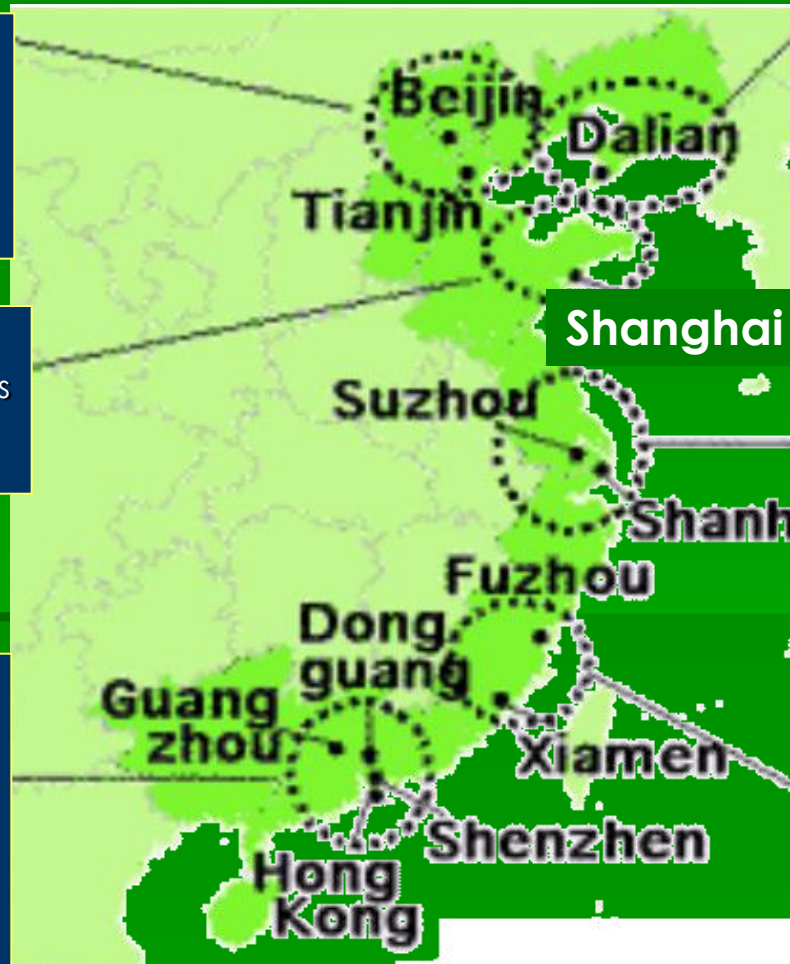 Beijin
Dalian
Tianjin
Shanghai
s
Suzhou
Shanh
Fuzhou
Dong
guang
Guang
zhou
Xiamen
Shenzhen
Hong
Kong